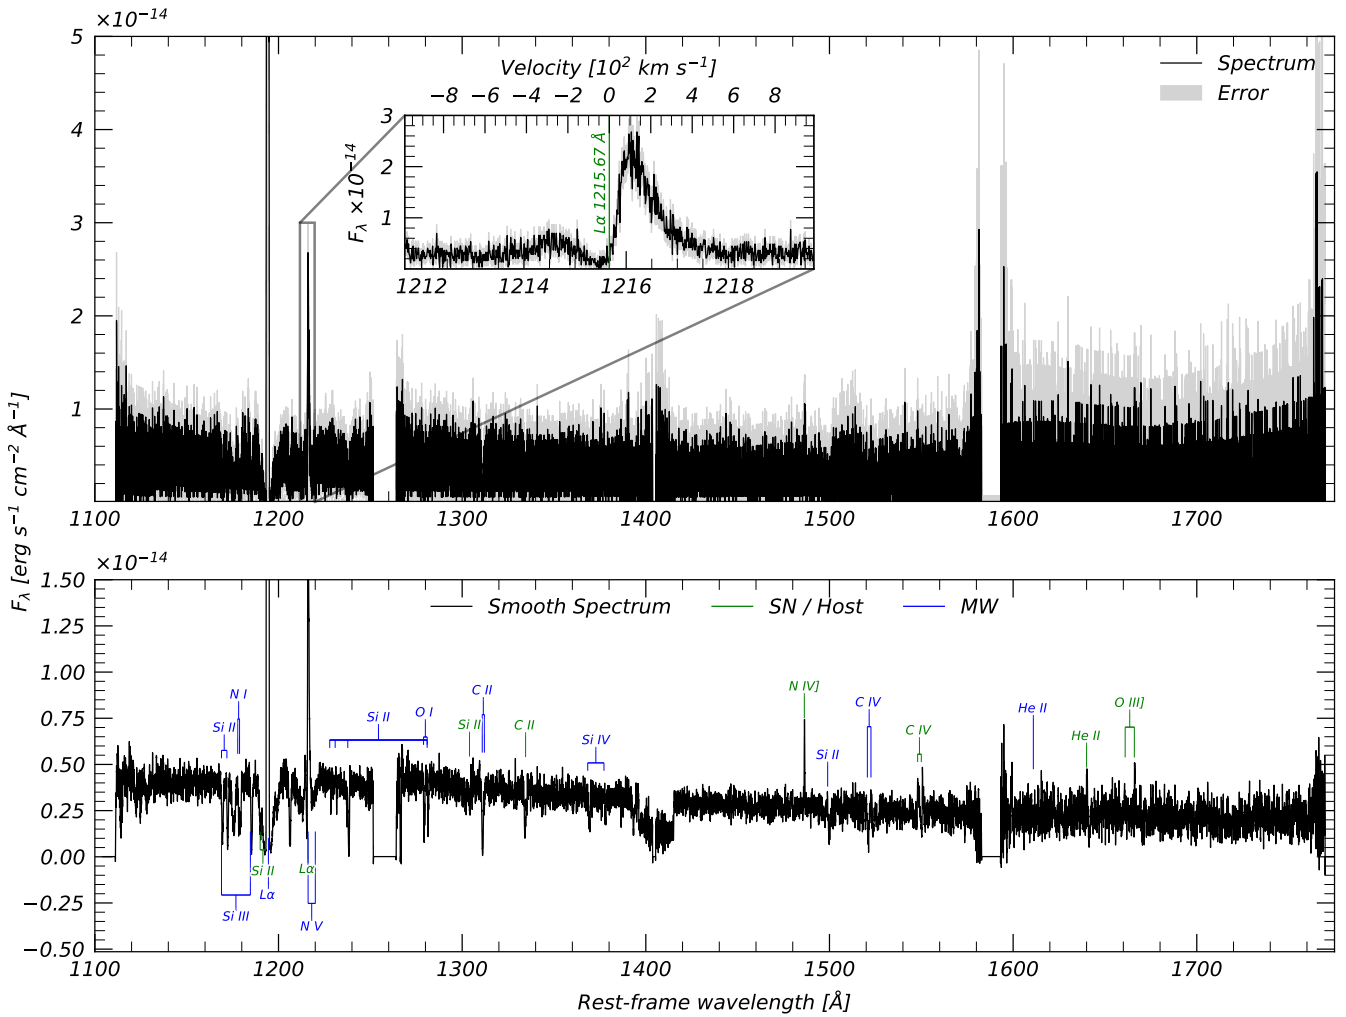 ×10−14
5
4
3
2
1
Spectrum
Error
Velocity [10² km s⁻¹]
−8 −6 −4 −2 0 2 4 6 8
3
2
1
Fλ ×10⁻¹⁴
Lα 1215.67 Å
1212 1214 1216 1218
1100 1200 1300 1400 1500 1600 1700
Fλ [erg s⁻¹ cm⁻² Å⁻¹]
×10−14
1.50
1.25
1.00
0.75
0.50
0.25
0.00
−0.25
−0.50
Smooth Spectrum SN / Host MW
N I
Si II
Si II
O I
C II
Si II
C II
Si IV
N IV]
Si II
C IV
C IV
He II
He II
O III]
Si II
Lα
Si III
Lα
N V
1100 1200 1300 1400 1500 1600 1700
Rest-frame wavelength [Å]